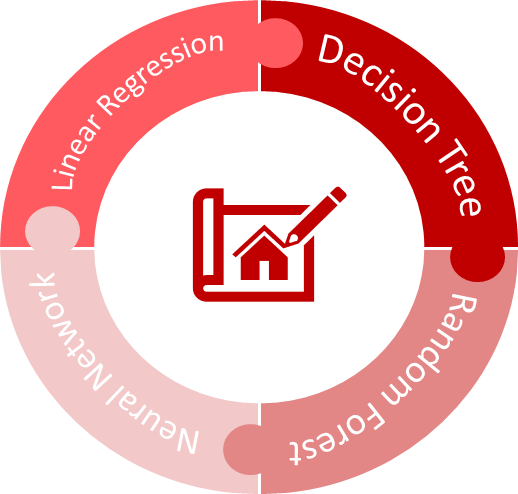 Linear Regression
Decision Tree
Random Forest
Neural Network